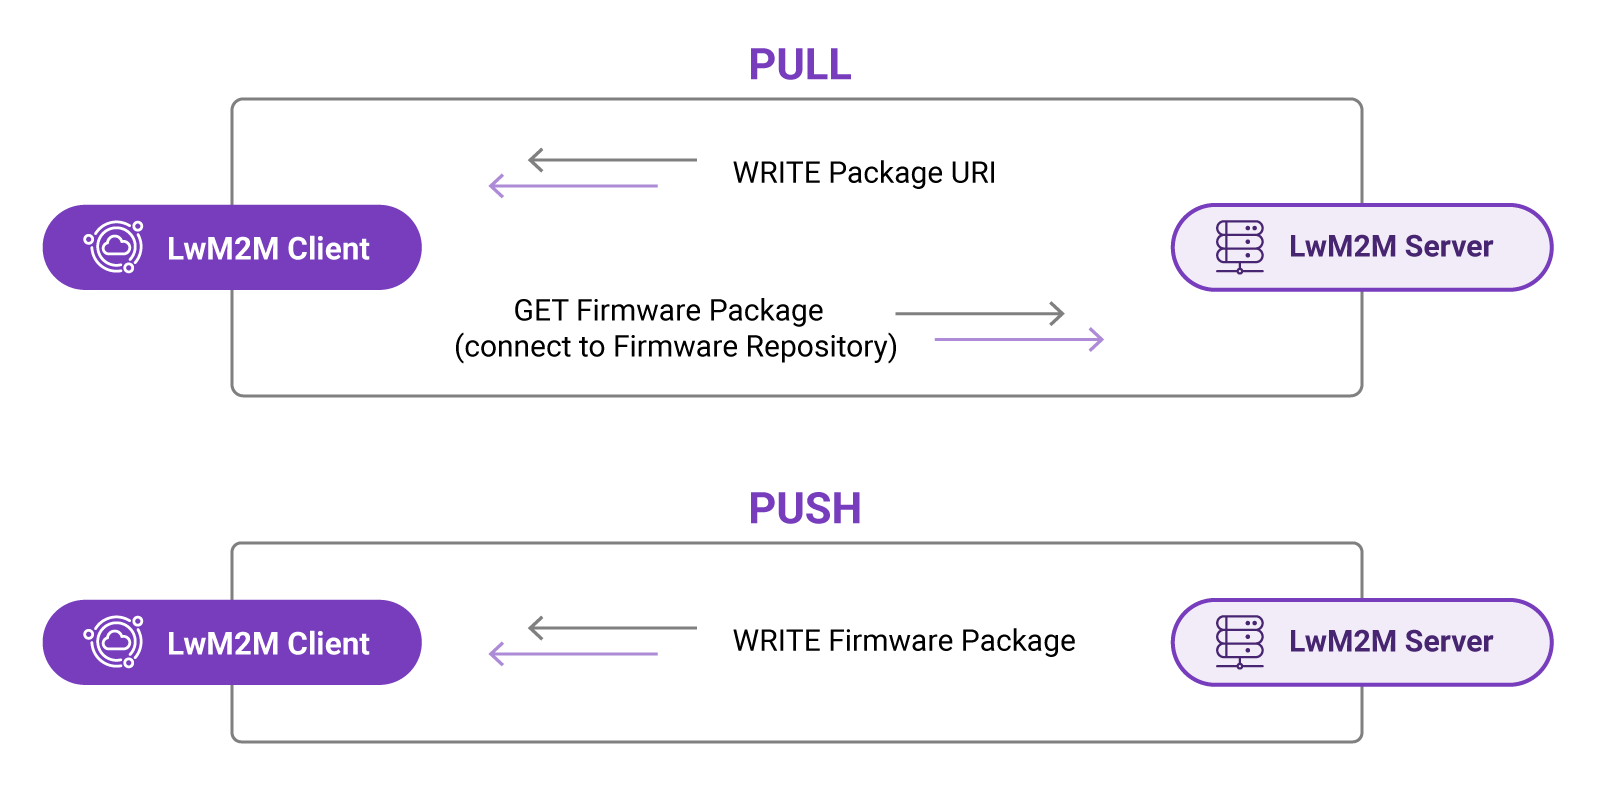 PULL
WRITE Package URI
LwM2M Client
LwM2M Server
GET Firmware Package
(connect to Firmware Repository)
PUSH
LwM2M Client
WRITE Firmware Package
LwM2M Server